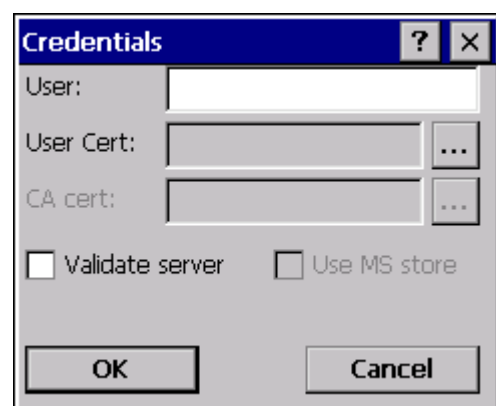 Credentials ? ×
User:
User Cert: ...
CA cert: ...
Validate server Use MS store
OK Cancel